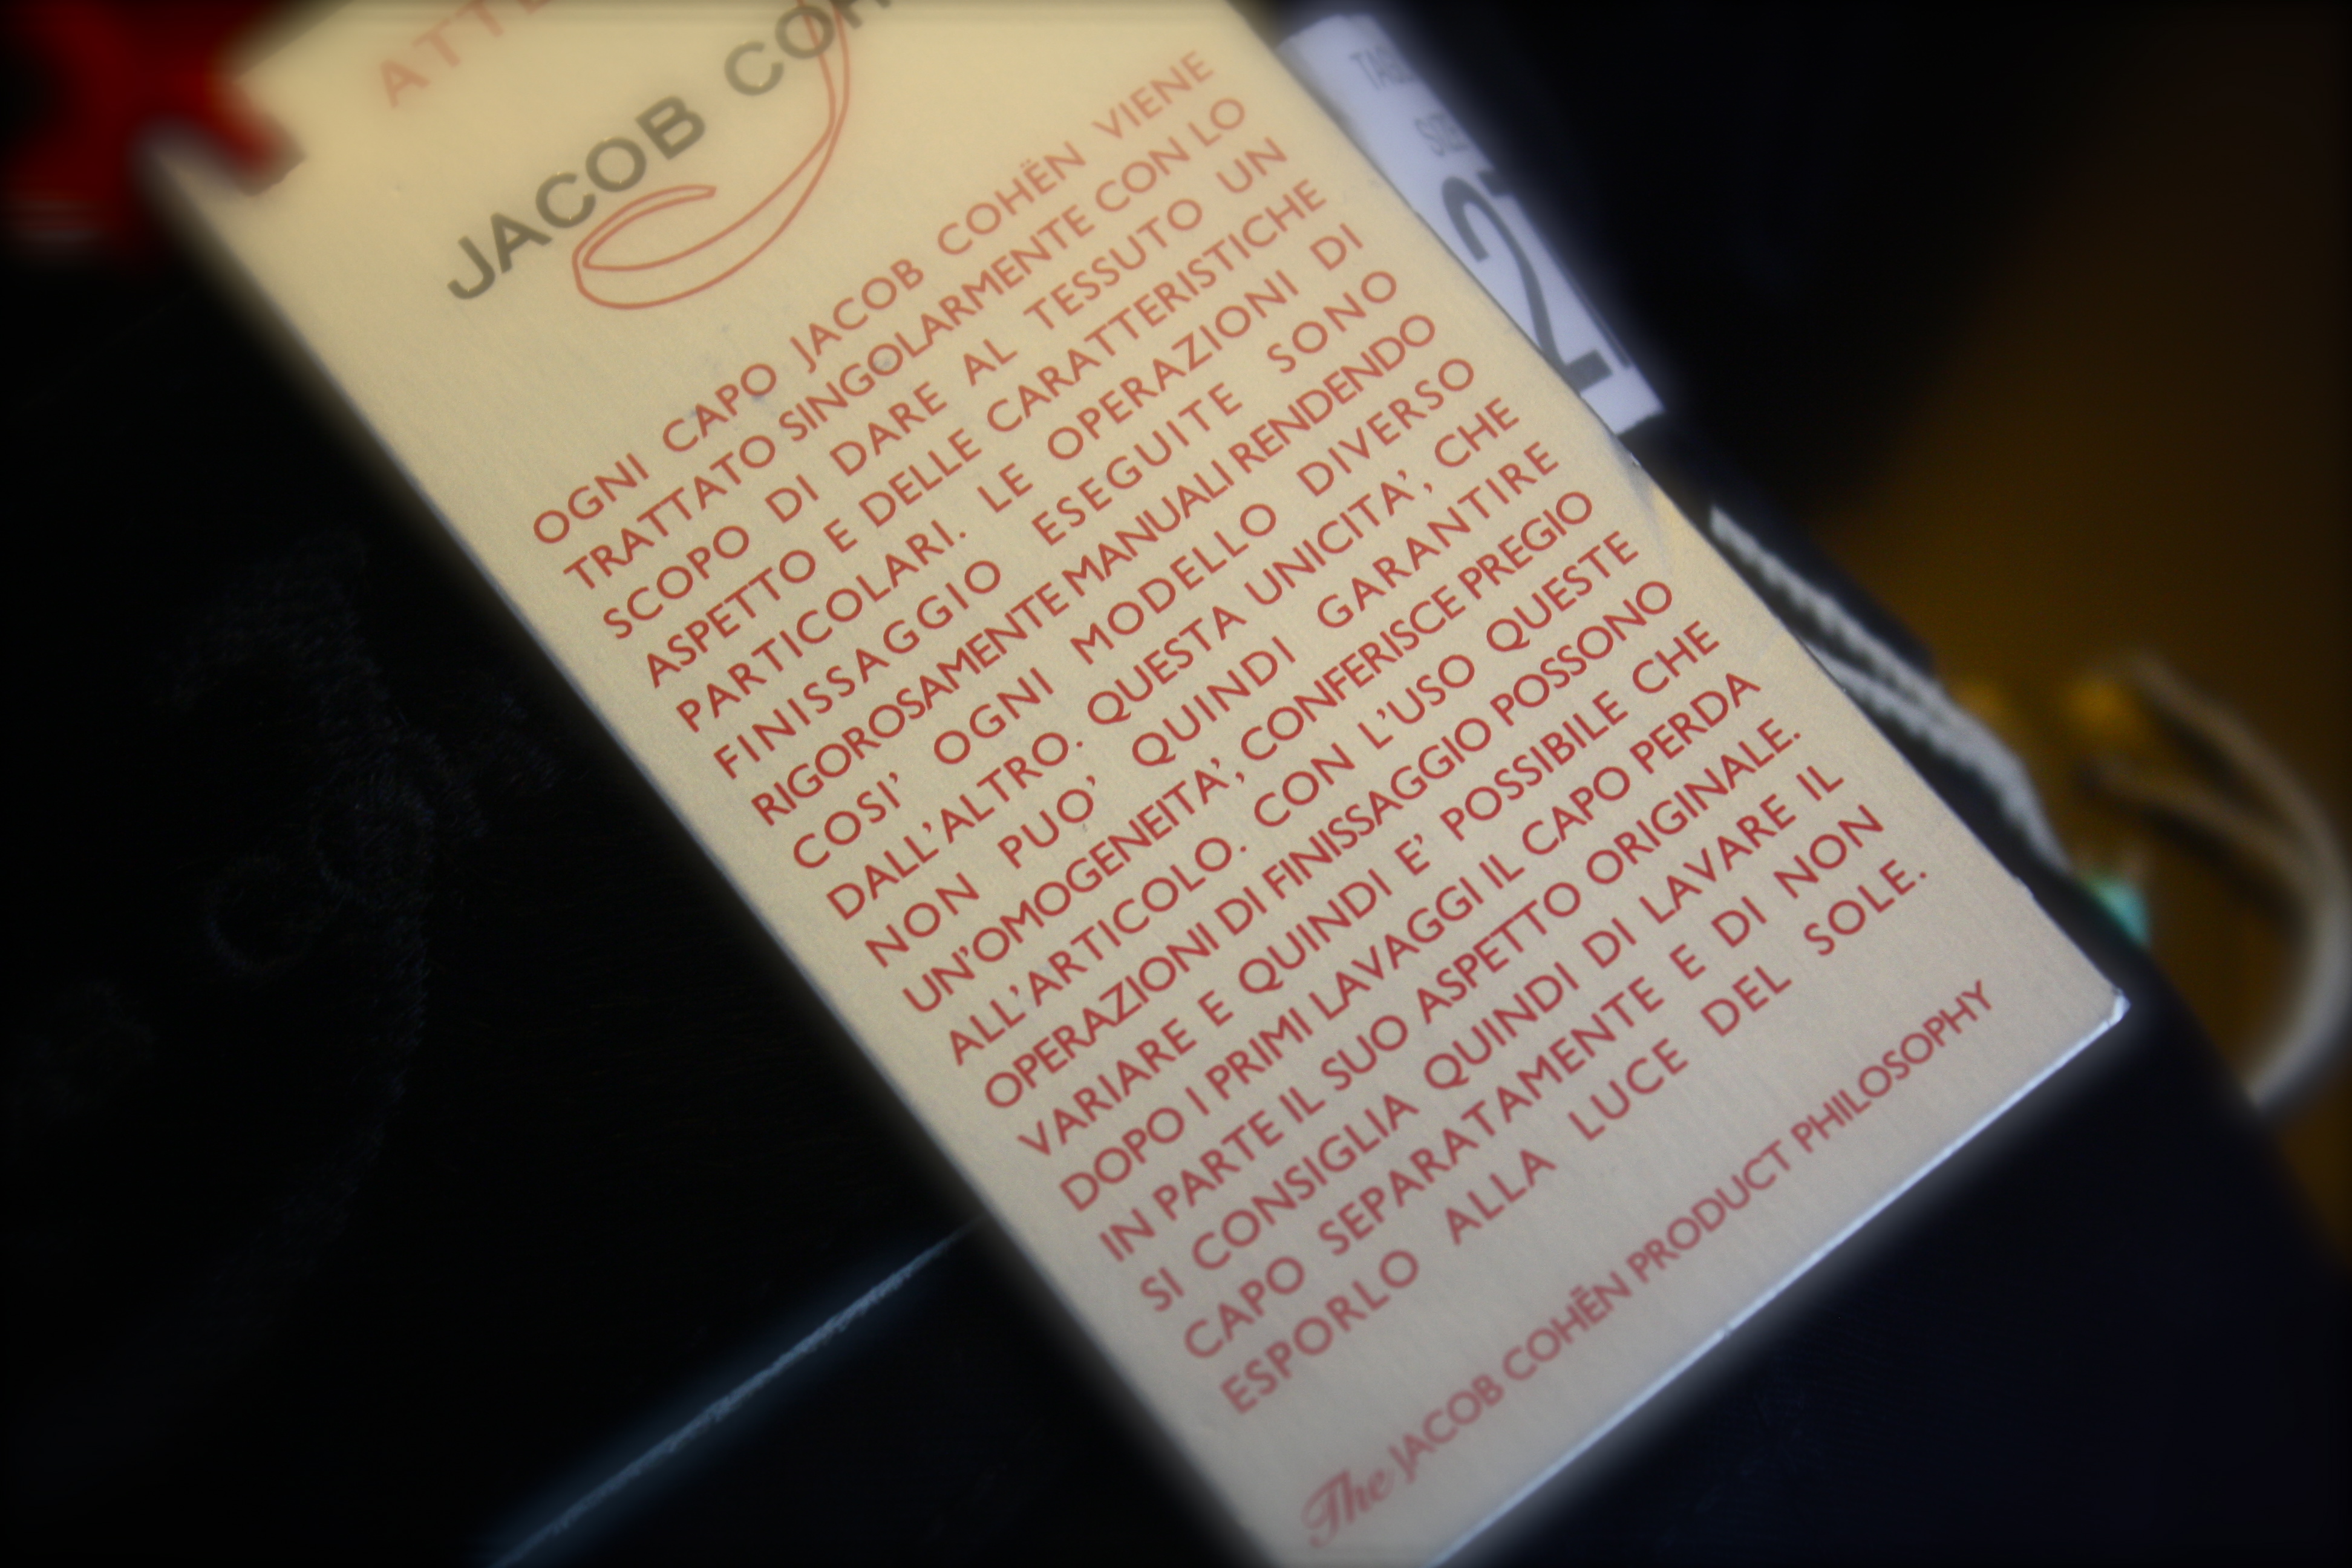 JACOB
OGNI CAPO JACOB COHËN VIENE
TRATTATO SINGOLARMENTE CON LO
SCOPO DI DARE AL TESSUTO UN
ASPETTO E DELLE CARATTERISTICHE
PARTICOLARI. LE OPERAZIONI DI
FINISSAGGIO ESEGUITE SONO
RIGOROSAMENTE MANUALI RENDENDO
COSI' OGNI MODELLO DIVERSO
DALL'ALTRO. QUESTA UNICITA', CHE
NON PUO' QUINDI GARANTIRE
UN'OMOGENEITA', CONFERISCE PREGIO
ALL'ARTICOLO. CON L'USO QUESTE
OPERAZIONI DI FINISSAGGIO POSSONO
VARIARE E QUINDI E' POSSIBILE CHE
DOPO I PRIMI LAVAGGI IL CAPO PERDA
IN PARTE IL SUO ASPETTO ORIGINALE.
SI CONSIGLIA QUINDI DI LAVARE IL
CAPO SEPARATAMENTE E DI NON
ESPORLO ALLA LUCE DEL SOLE.
The JACOB COHËN PRODUCT PHILOSOPHY